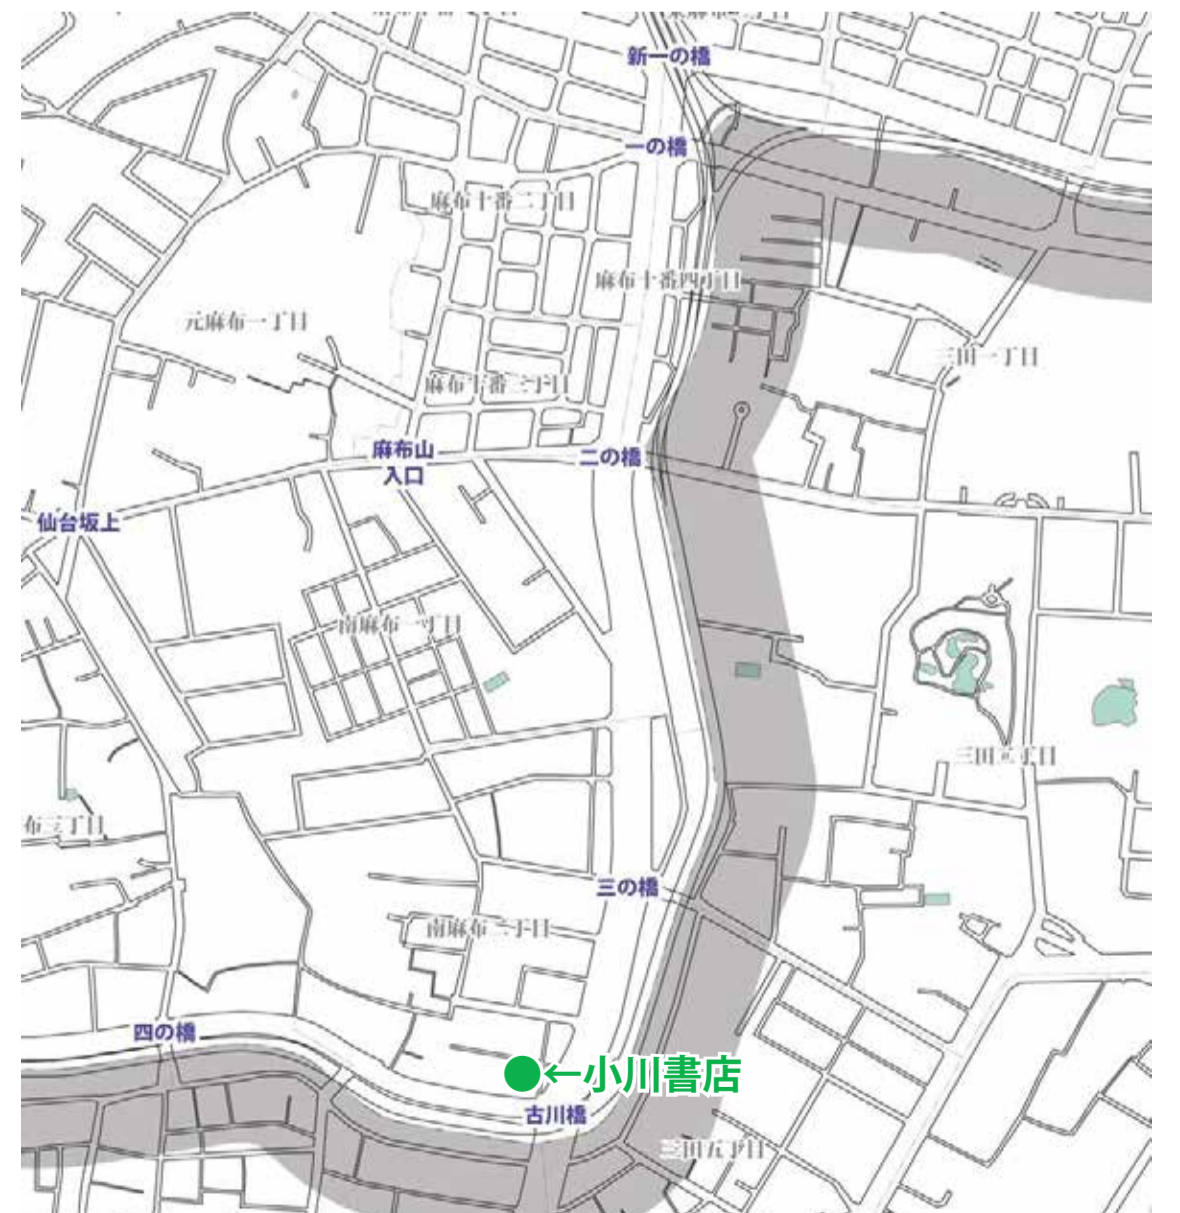 新一の橋
一の橋
麻布十番二丁目
麻布十番四丁目
元麻布一丁目
三田一丁目
麻布十番三丁目
麻布山
入口
二の橋
仙台坂上
南麻布一丁目
三田二丁目
布三丁目
三の橋
南麻布二丁目
四の橋
←小川書店
古川橋
三田五丁目